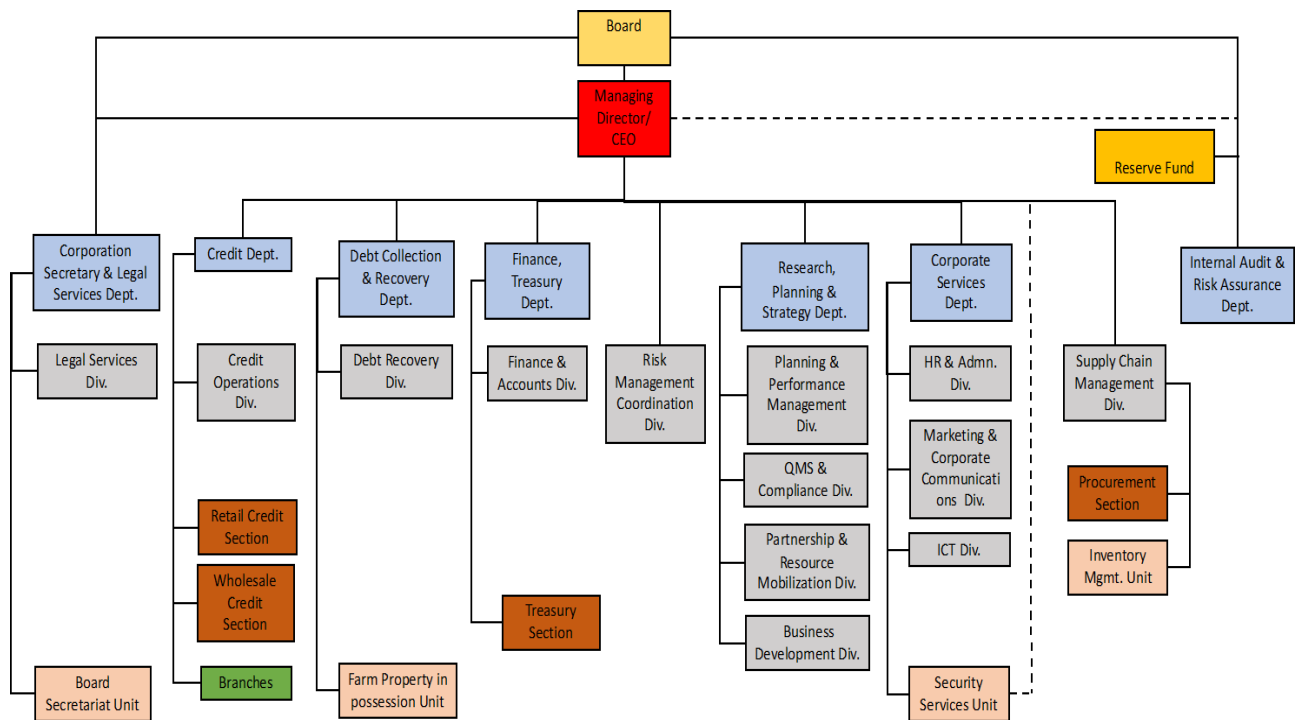 Board
Managing
Director/
CEO
Reserve Fund
Corporation
Secretary & Legal
Services Dept.
Credit Dept.
Debt Collection
& Recovery
Dept.
Finance,
Treasury
Dept.
Research,
Planning &
Strategy Dept.
Corporate
Services
Dept.
Internal Audit &
Risk Assurance
Dept.
Legal Services
Div.
Credit
Operations
Div.
Debt Recovery
Div.
Finance &
Accounts Div.
Risk
Management
Coordination
Div.
Planning &
Performance
Management
Div.
HR & Admn.
Div.
Supply Chain
Management
Div.
QMS &
Compliance Div.
Marketing &
Corporate
Communicati
ons Div.
Procurement
Section
Retail Credit
Section
Partnership &
Resource
Mobilization Div.
ICT Div.
Inventory
Mgmt. Unit
Wholesale
Credit
Section
Treasury
Section
Business
Development Div.
Board
Secretariat Unit
Branches
Farm Property in
possession Unit
Security
Services Unit